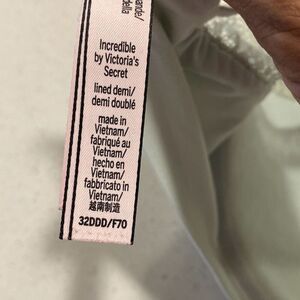 Incredible
by Victoria's
Secret
lined demi/
demi doublé
made in
Vietnam/
fabriqué au
Vietnam/
hecho en
Vietnam/
fabbricato in
Vietnam/
越南制造
32DDD/F70